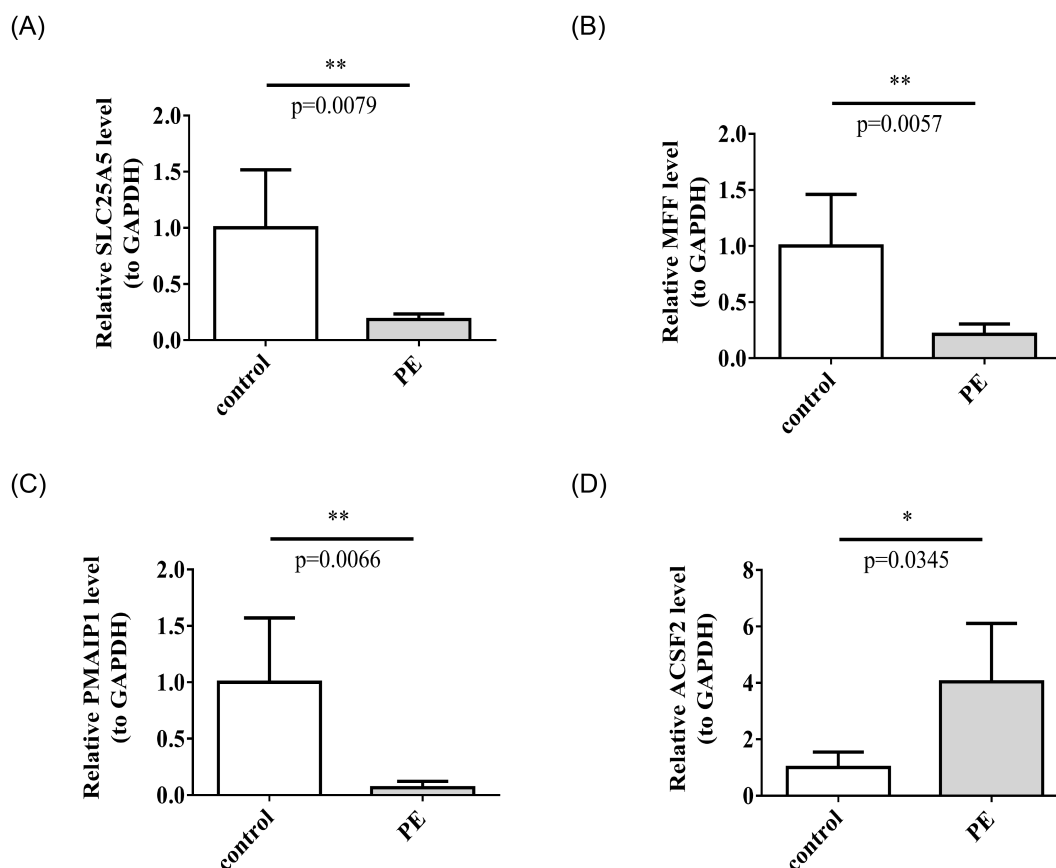 (A)
**
p=0.0079
Relative SLC25A5 level
(to GAPDH)
2.0
1.5
1.0
0.5
0.0
control
PE
(B)
**
p=0.0057
Relative MFF level
(to GAPDH)
2.0
1.5
1.0
0.5
0.0
control
PE
(C)
**
p=0.0066
Relative PMAIP1 level
(to GAPDH)
2.0
1.5
1.0
0.5
0.0
control
PE
(D)
*
p=0.0345
Relative ACSF2 level
(to GAPDH)
8
6
4
2
0
control
PE